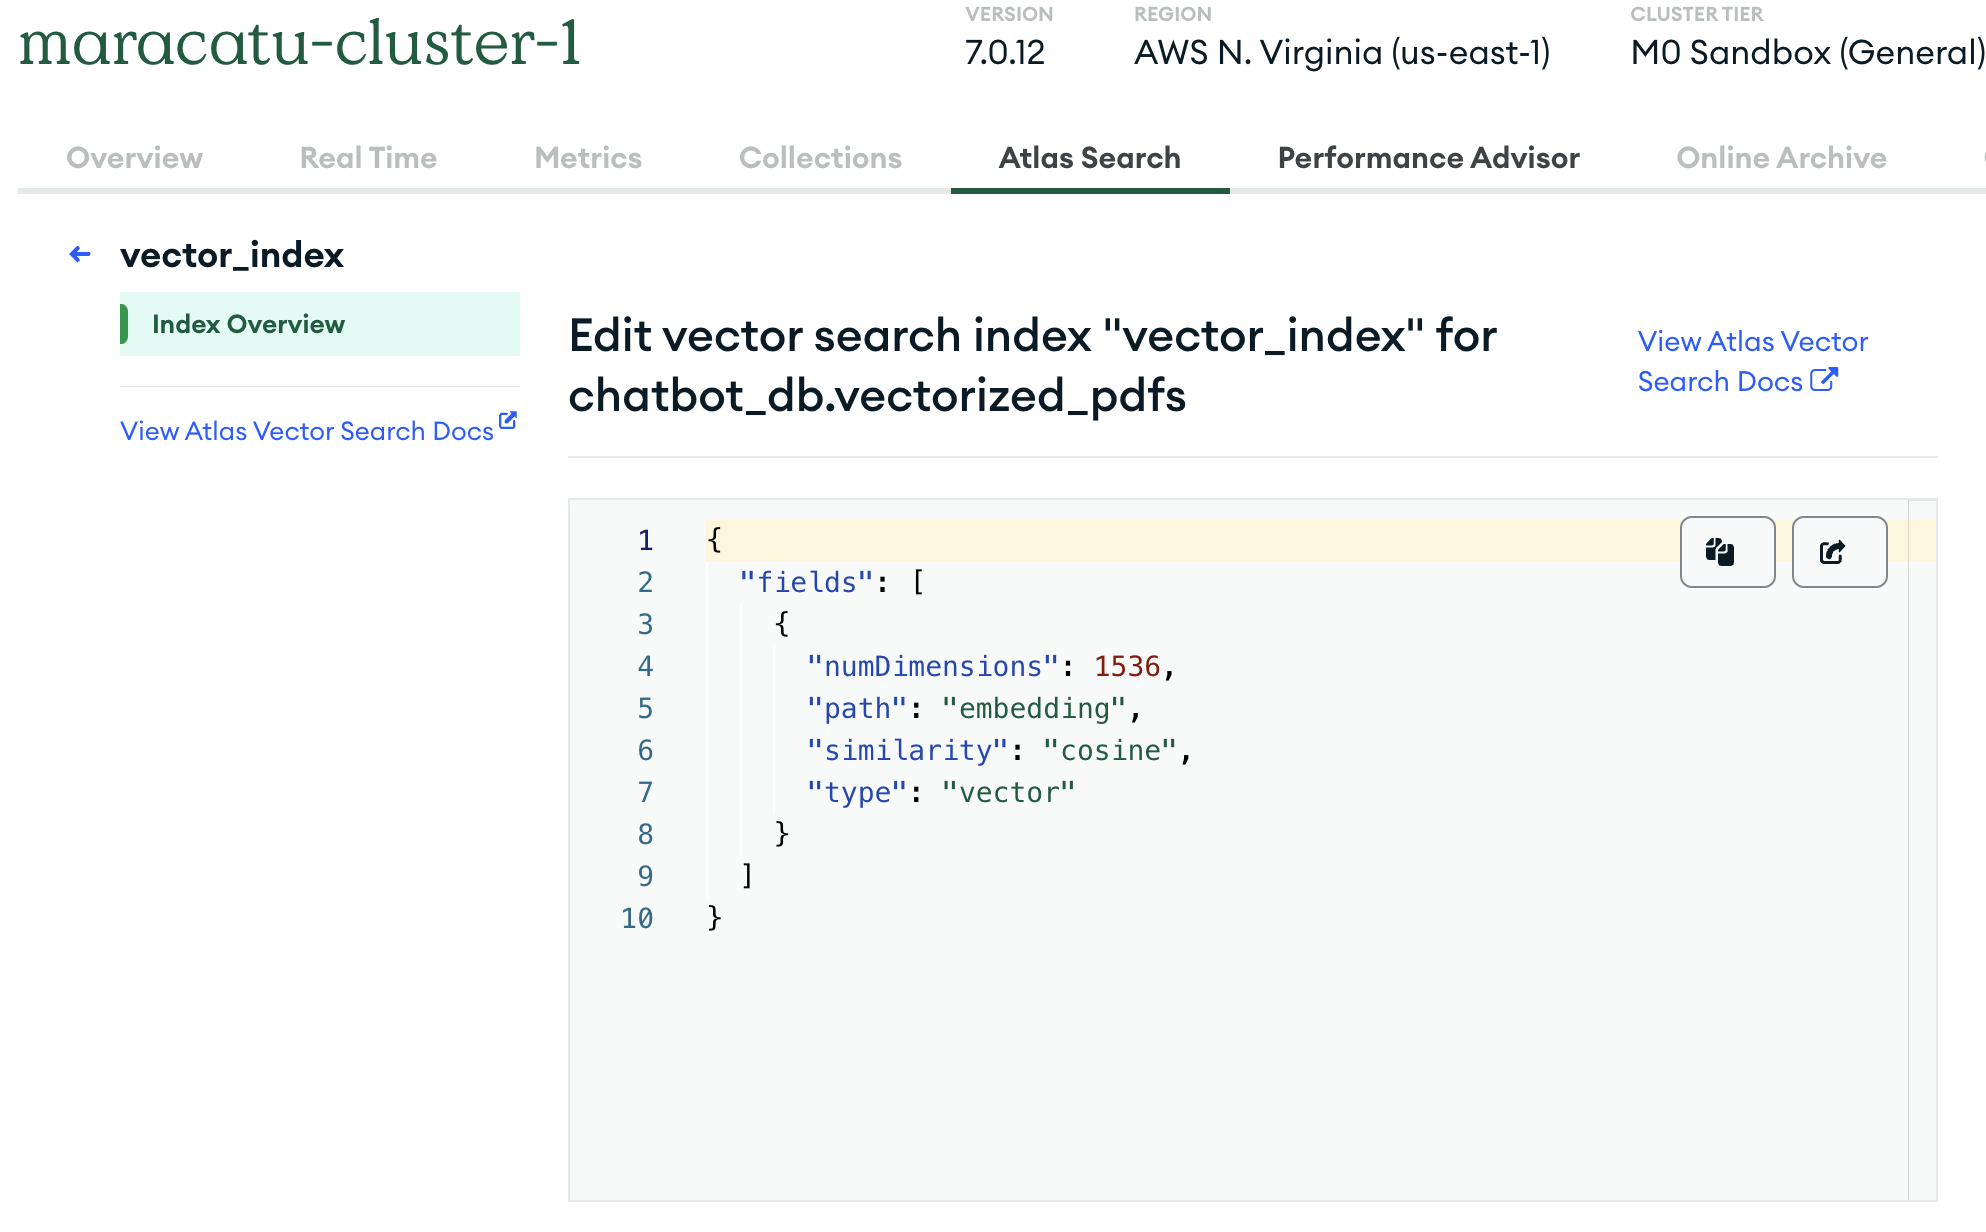 maracatu-cluster-1
VERSION
7.0.12
REGION
AWS N. Virginia (us-east-1)
CLUSTER TIER
M0 Sandbox (General)
Overview
Real Time
Metrics
Collections
Atlas Search
Performance Advisor
Online Archive
vector_index
Index Overview
View Atlas Vector Search Docs
Edit vector search index "vector_index" for
chatbot_db.vectorized_pdfs
View Atlas Vector
Search Docs
1 {
2 "fields": [
3 {
4 "numDimensions": 1536,
5 "path": "embedding",
6 "similarity": "cosine",
7 "type": "vector"
8 }
9 ]
10 }